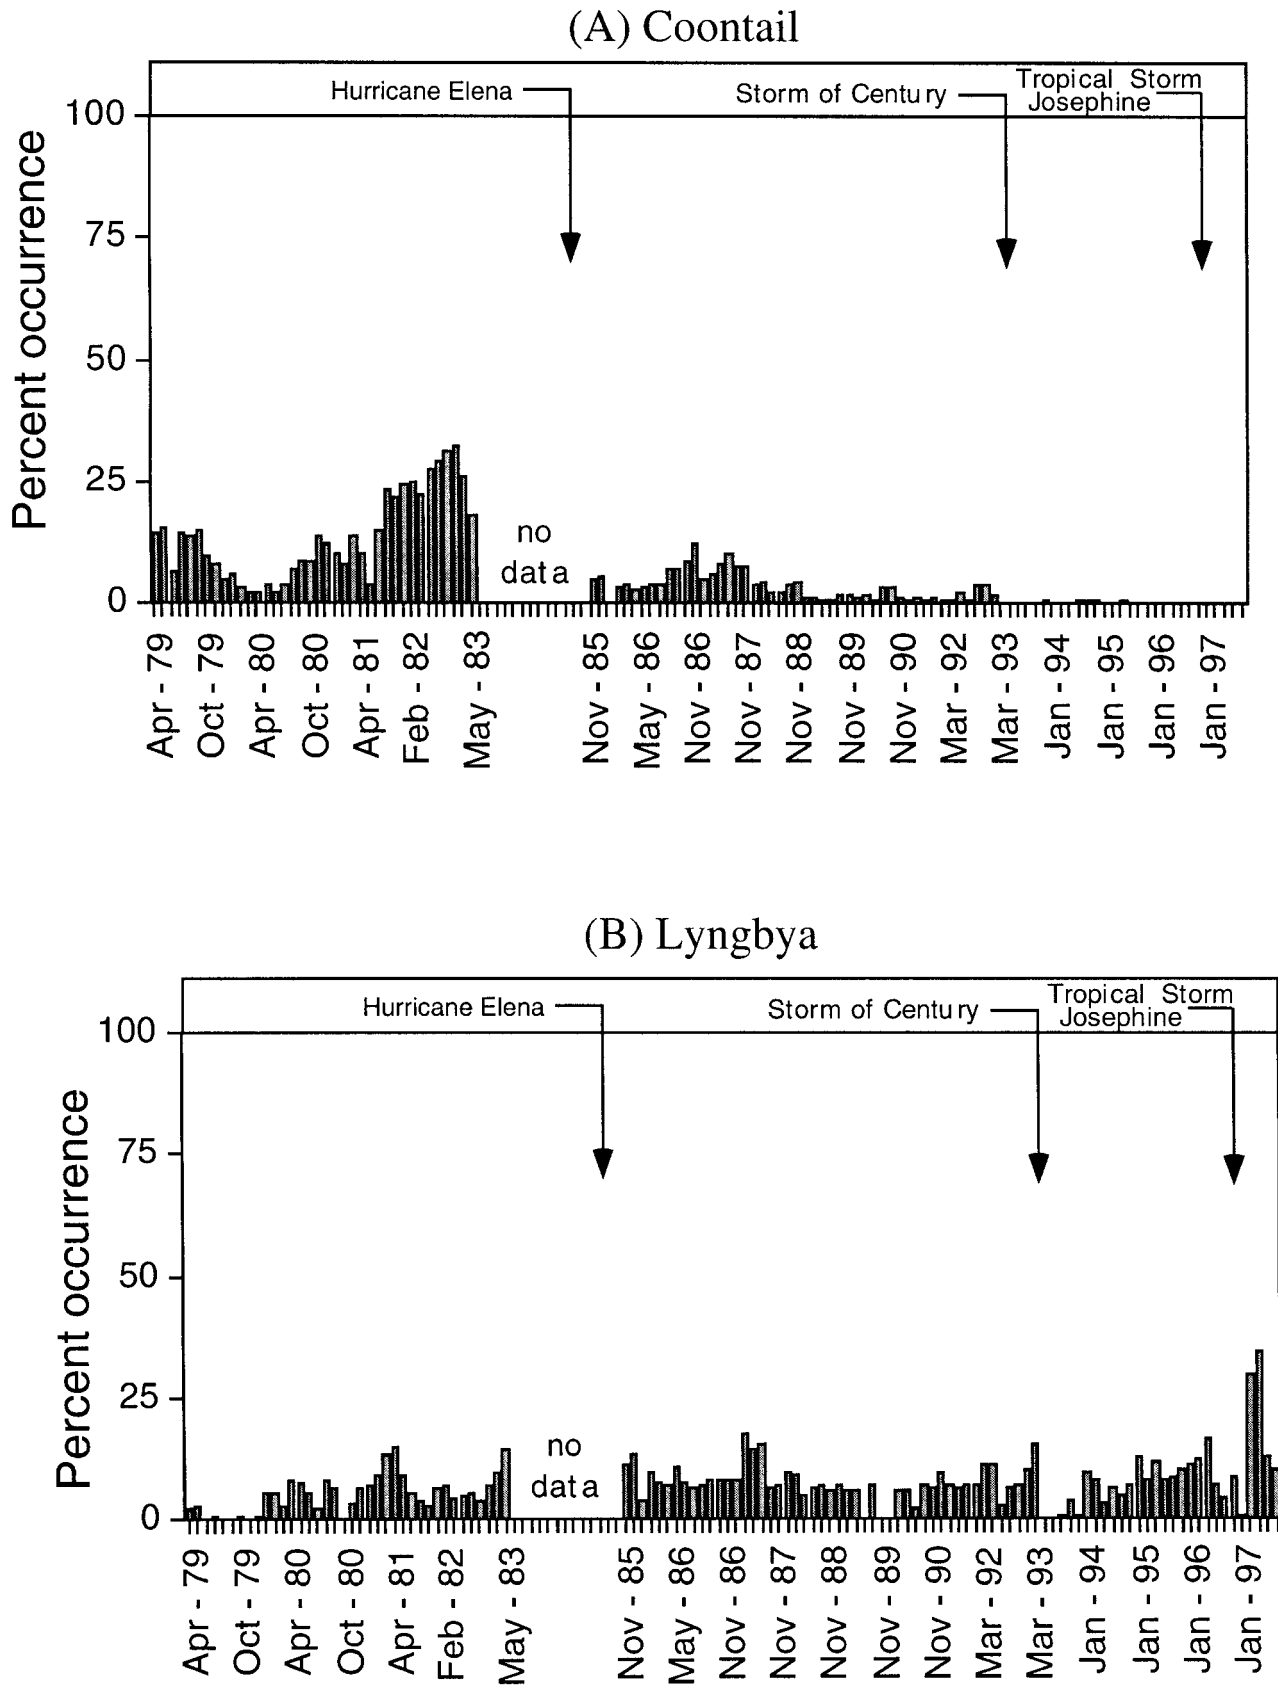 (A) Coontail
Hurricane Elena
Storm of Century
Tropical Storm
Josephine
Percent occurrence
100
75
50
25
0
no
data
Apr - 79
Oct - 79
Apr - 80
Oct - 80
Apr - 81
Feb - 82
May - 83
Nov - 85
May - 86
Nov - 86
Nov - 87
Nov - 88
Nov - 89
Nov - 90
Mar - 92
Mar - 93
Jan - 94
Jan - 95
Jan - 96
Jan - 97
(B) Lyngbya
Hurricane Elena
Storm of Century
Tropical Storm
Josephine
Percent occurrence
100
75
50
25
0
no
data
Apr - 79
Oct - 79
Apr - 80
Oct - 80
Apr - 81
Feb - 82
May - 83
Nov - 85
May - 86
Nov - 86
Nov - 87
Nov - 88
Nov - 89
Nov - 90
Mar - 92
Mar - 93
Jan - 94
Jan - 95
Jan - 96
Jan - 97